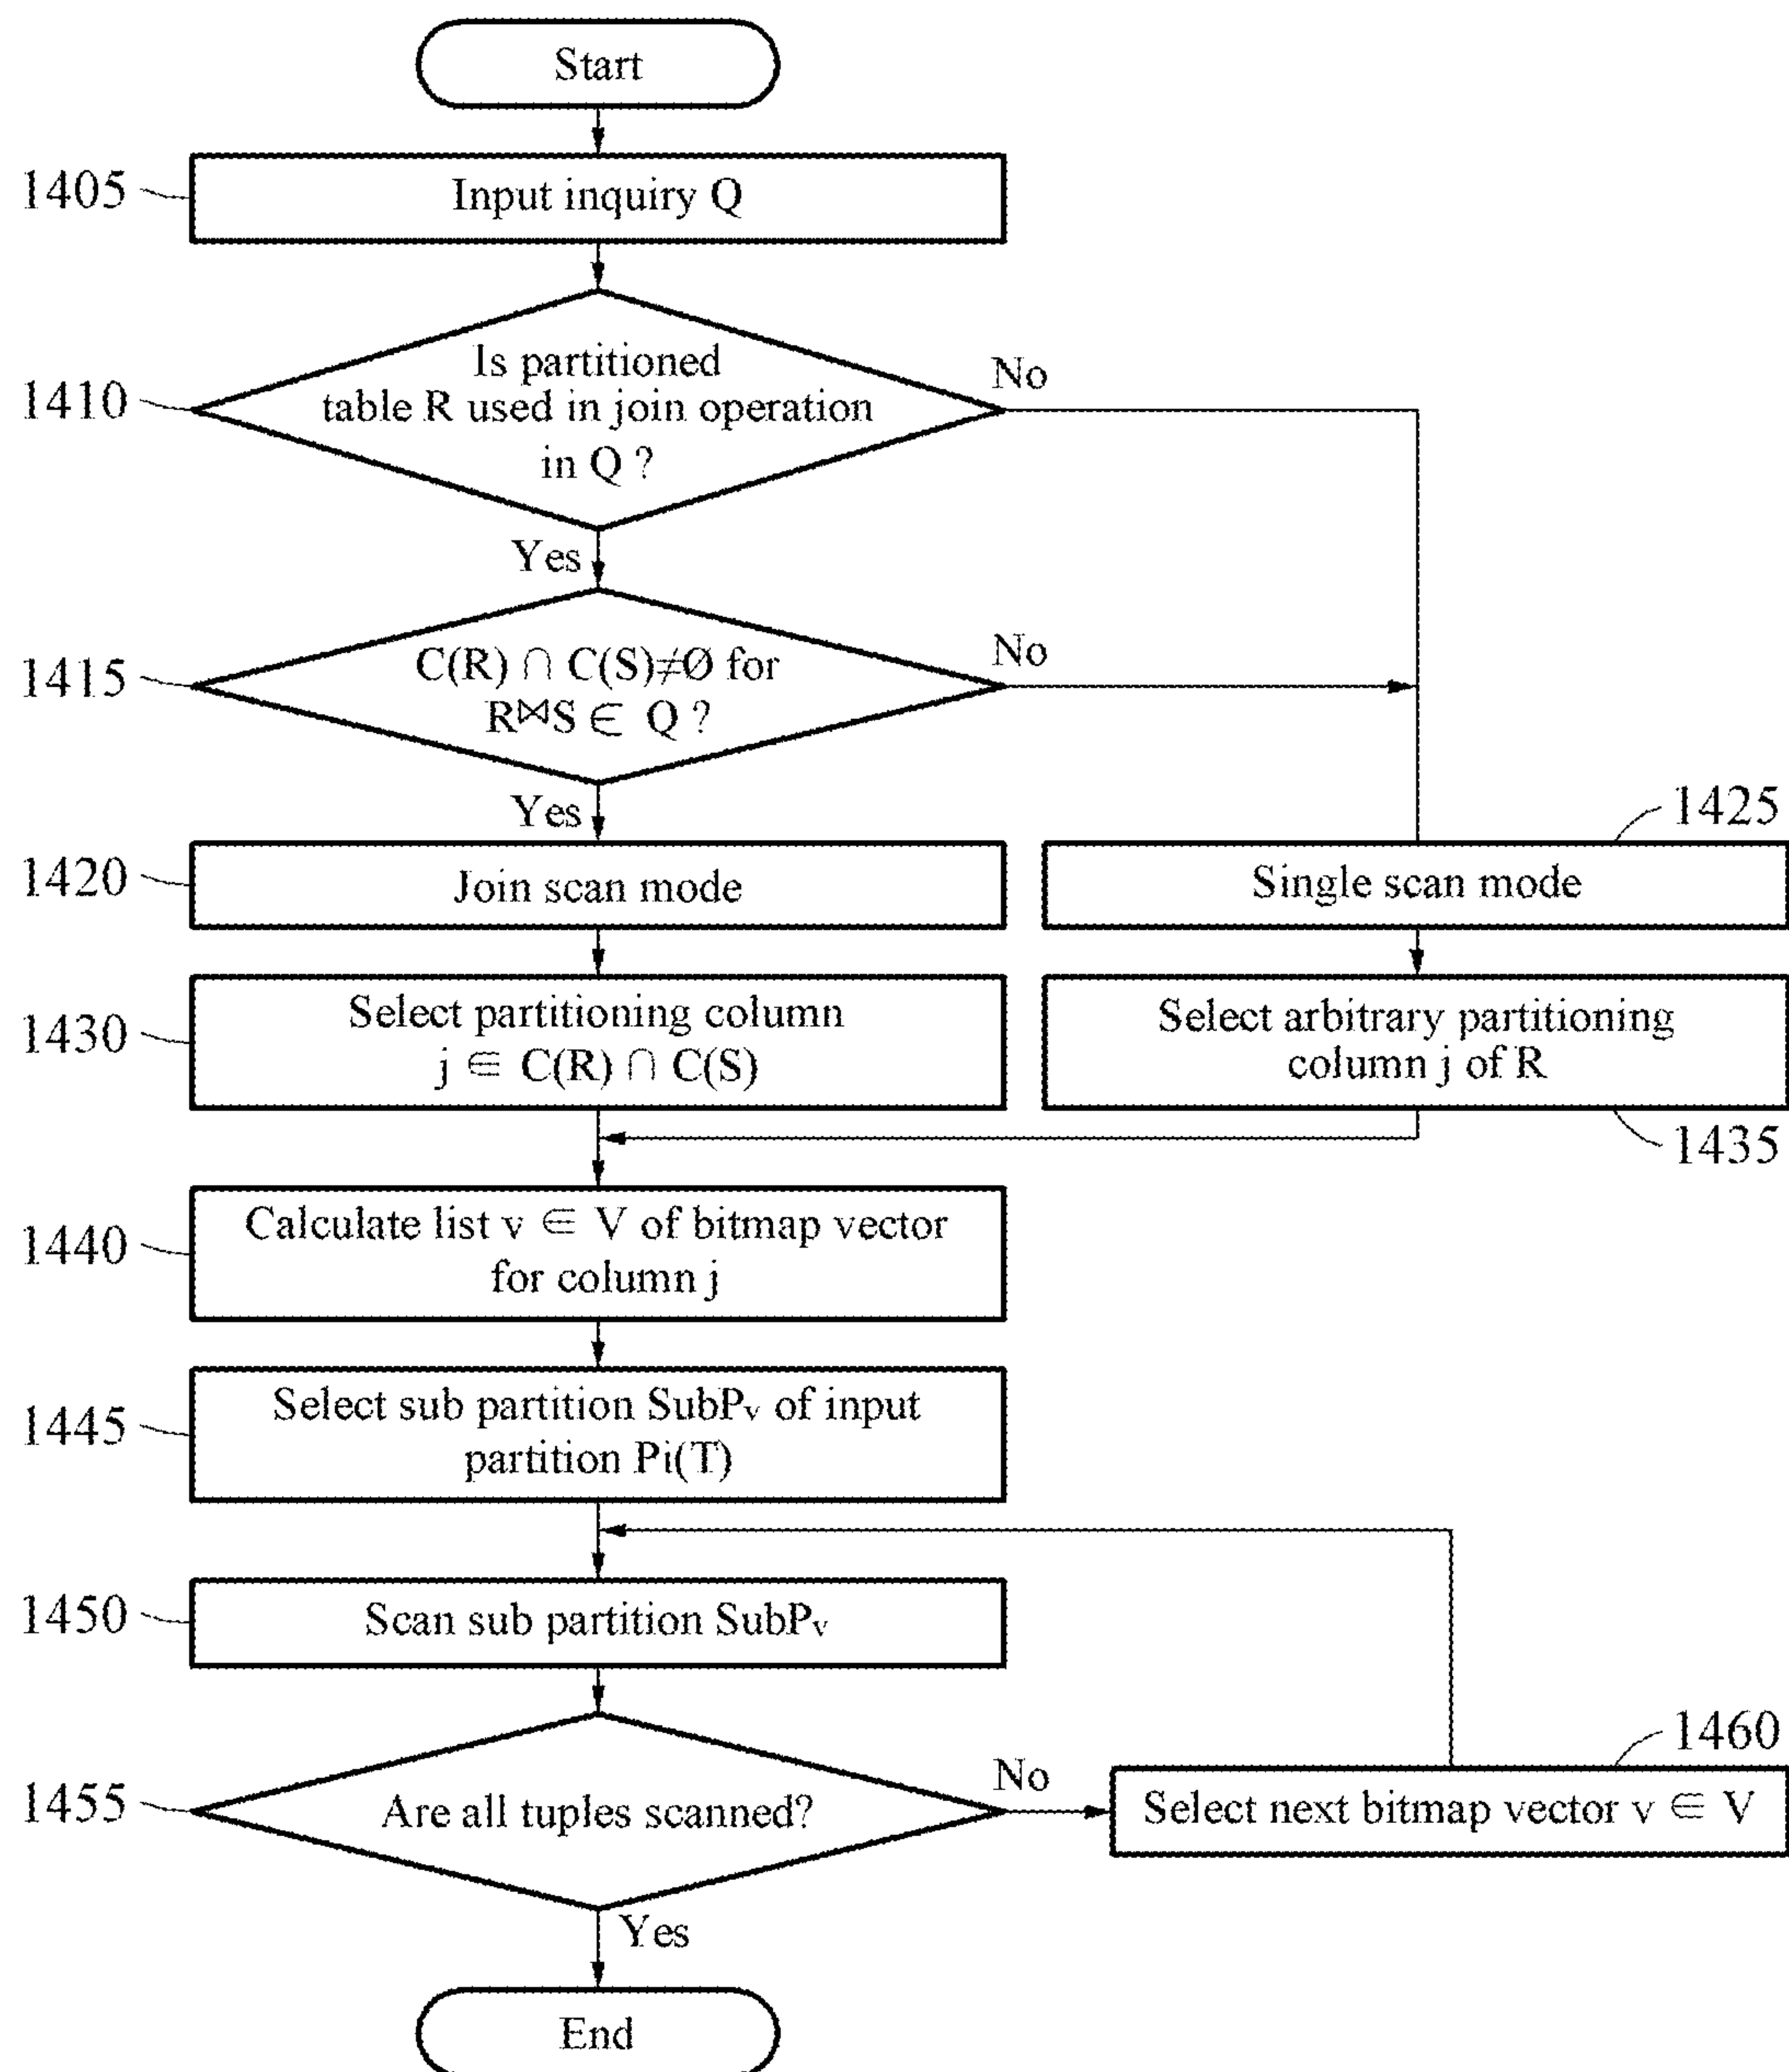 Start
1405
Input inquiry Q
1410
Is partitioned
table R used in join operation
in Q ?
No
Yes
1415
C(R) ∩ C(S)≠Ø for
R⋈S ∈ Q ?
No
Yes
1420
Join scan mode
1425
Single scan mode
1430
Select partitioning column
j ∈ C(R) ∩ C(S)
Select arbitrary partitioning
column j of R
1435
1440
Calculate list v ∈ V of bitmap vector
for column j
1445
Select sub partition SubPv of input
partition Pi(T)
1450
Scan sub partition SubPv
1455
Are all tuples scanned?
No
1460
Select next bitmap vector v ∈ V
Yes
End